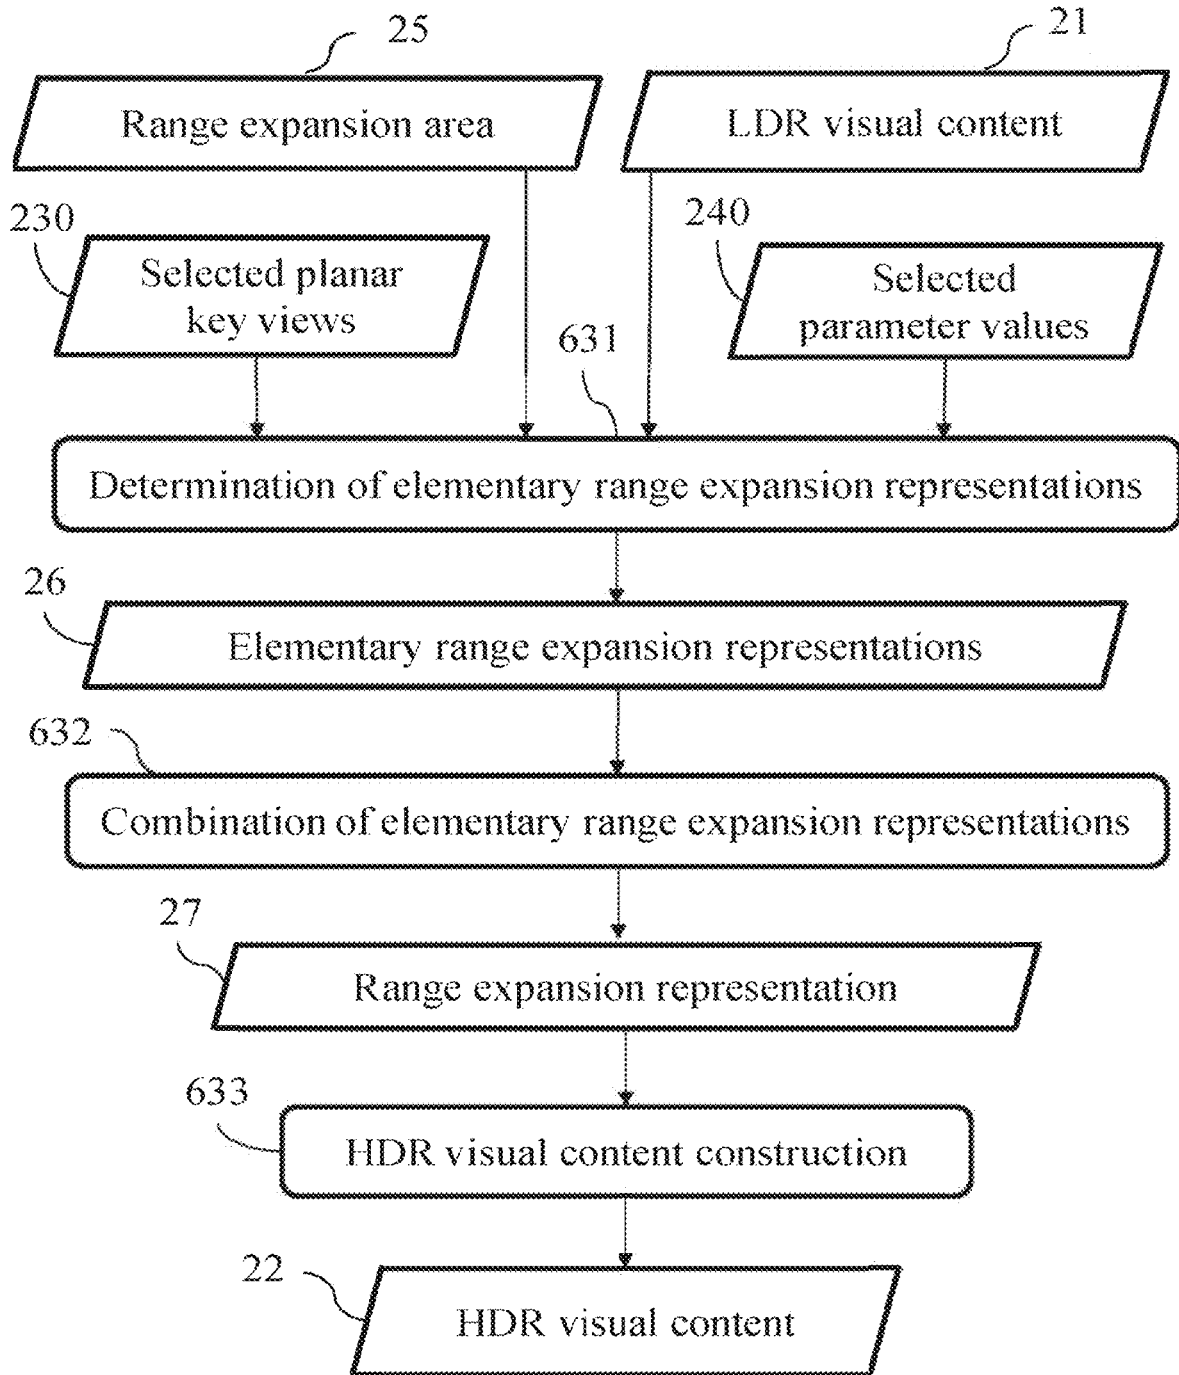 25
21
Range expansion area
LDR visual content
230
240
Selected planar
key views
Selected
parameter values
631
Determination of elementary range expansion representations
26
Elementary range expansion representations
632
Combination of elementary range expansion representations
27
Range expansion representation
633
HDR visual content construction
22
HDR visual content